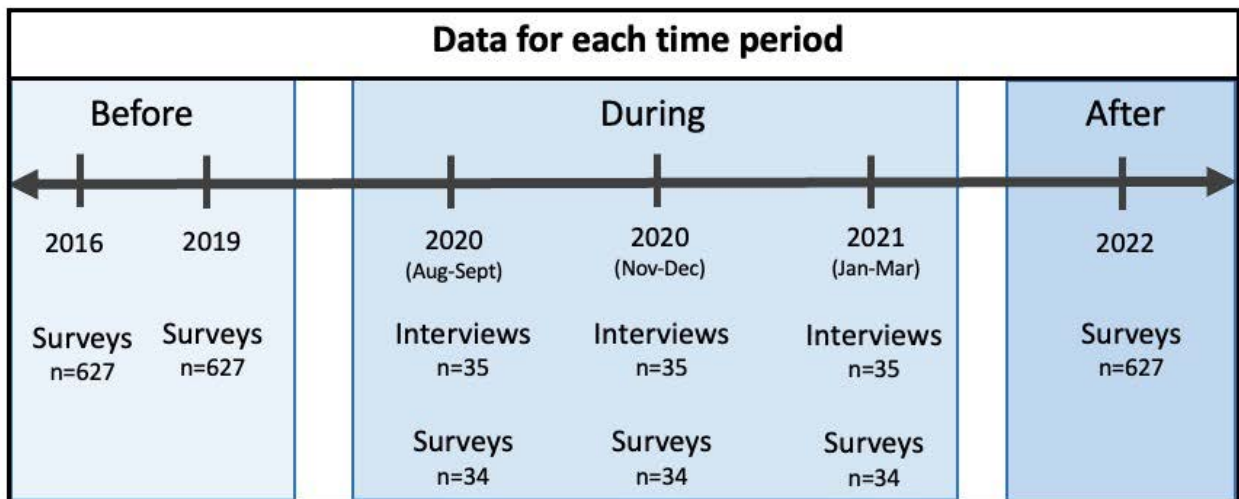 Data for each time period
Before
During
After
2016
2019
2020
(Aug-Sept)
2020
(Nov-Dec)
2021
(Jan-Mar)
2022
Surveys
n=627
Surveys
n=627
Interviews
n=35
Interviews
n=35
Interviews
n=35
Surveys
n=627
Surveys
n=34
Surveys
n=34
Surveys
n=34